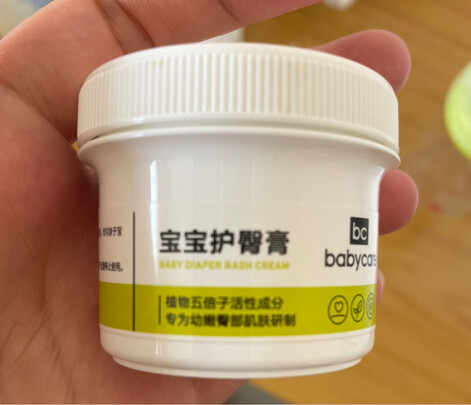 宝宝护臀膏
BABY DIAPER RASH CREAM
植物五倍子活性成分
专为幼嫩臀部肌肤研制
bc
babycare